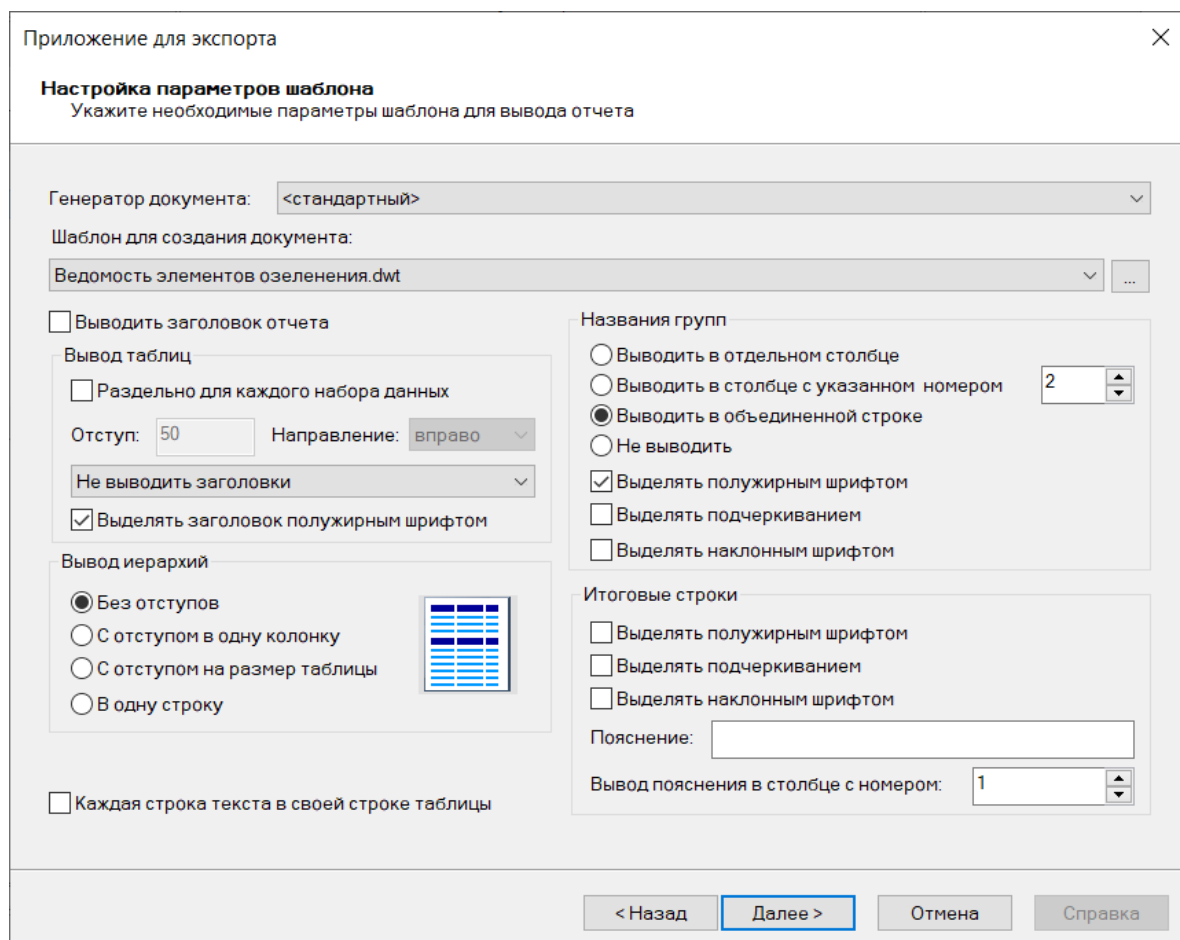 Приложение для экспорта
Настройка параметров шаблона
Укажите необходимые параметры шаблона для вывода отчета
Генератор документа: <стандартный>
Шаблон для создания документа:
Ведомость элементов озеленения.dwt ...
Выводить заголовок отчета
Вывод таблиц
Раздельно для каждого набора данных
Отступ: 50 Направление: вправо
Не выводить заголовки
Выделять заголовок полужирным шрифтом
Вывод иерархий
Без отступов
С отступом в одну колонку
С отступом на размер таблицы
В одну строку
Каждая строка текста в своей строке таблицы
Названия групп
Выводить в отдельном столбце
Выводить в столбце с указанном номером 2
Выводить в объединенной строке
Не выводить
Выделять полужирным шрифтом
Выделять подчеркиванием
Выделять наклонным шрифтом
Итоговые строки
Выделять полужирным шрифтом
Выделять подчеркиванием
Выделять наклонным шрифтом
Пояснение:
Вывод пояснения в столбце с номером: 1
< Назад Далее > Отмена Справка